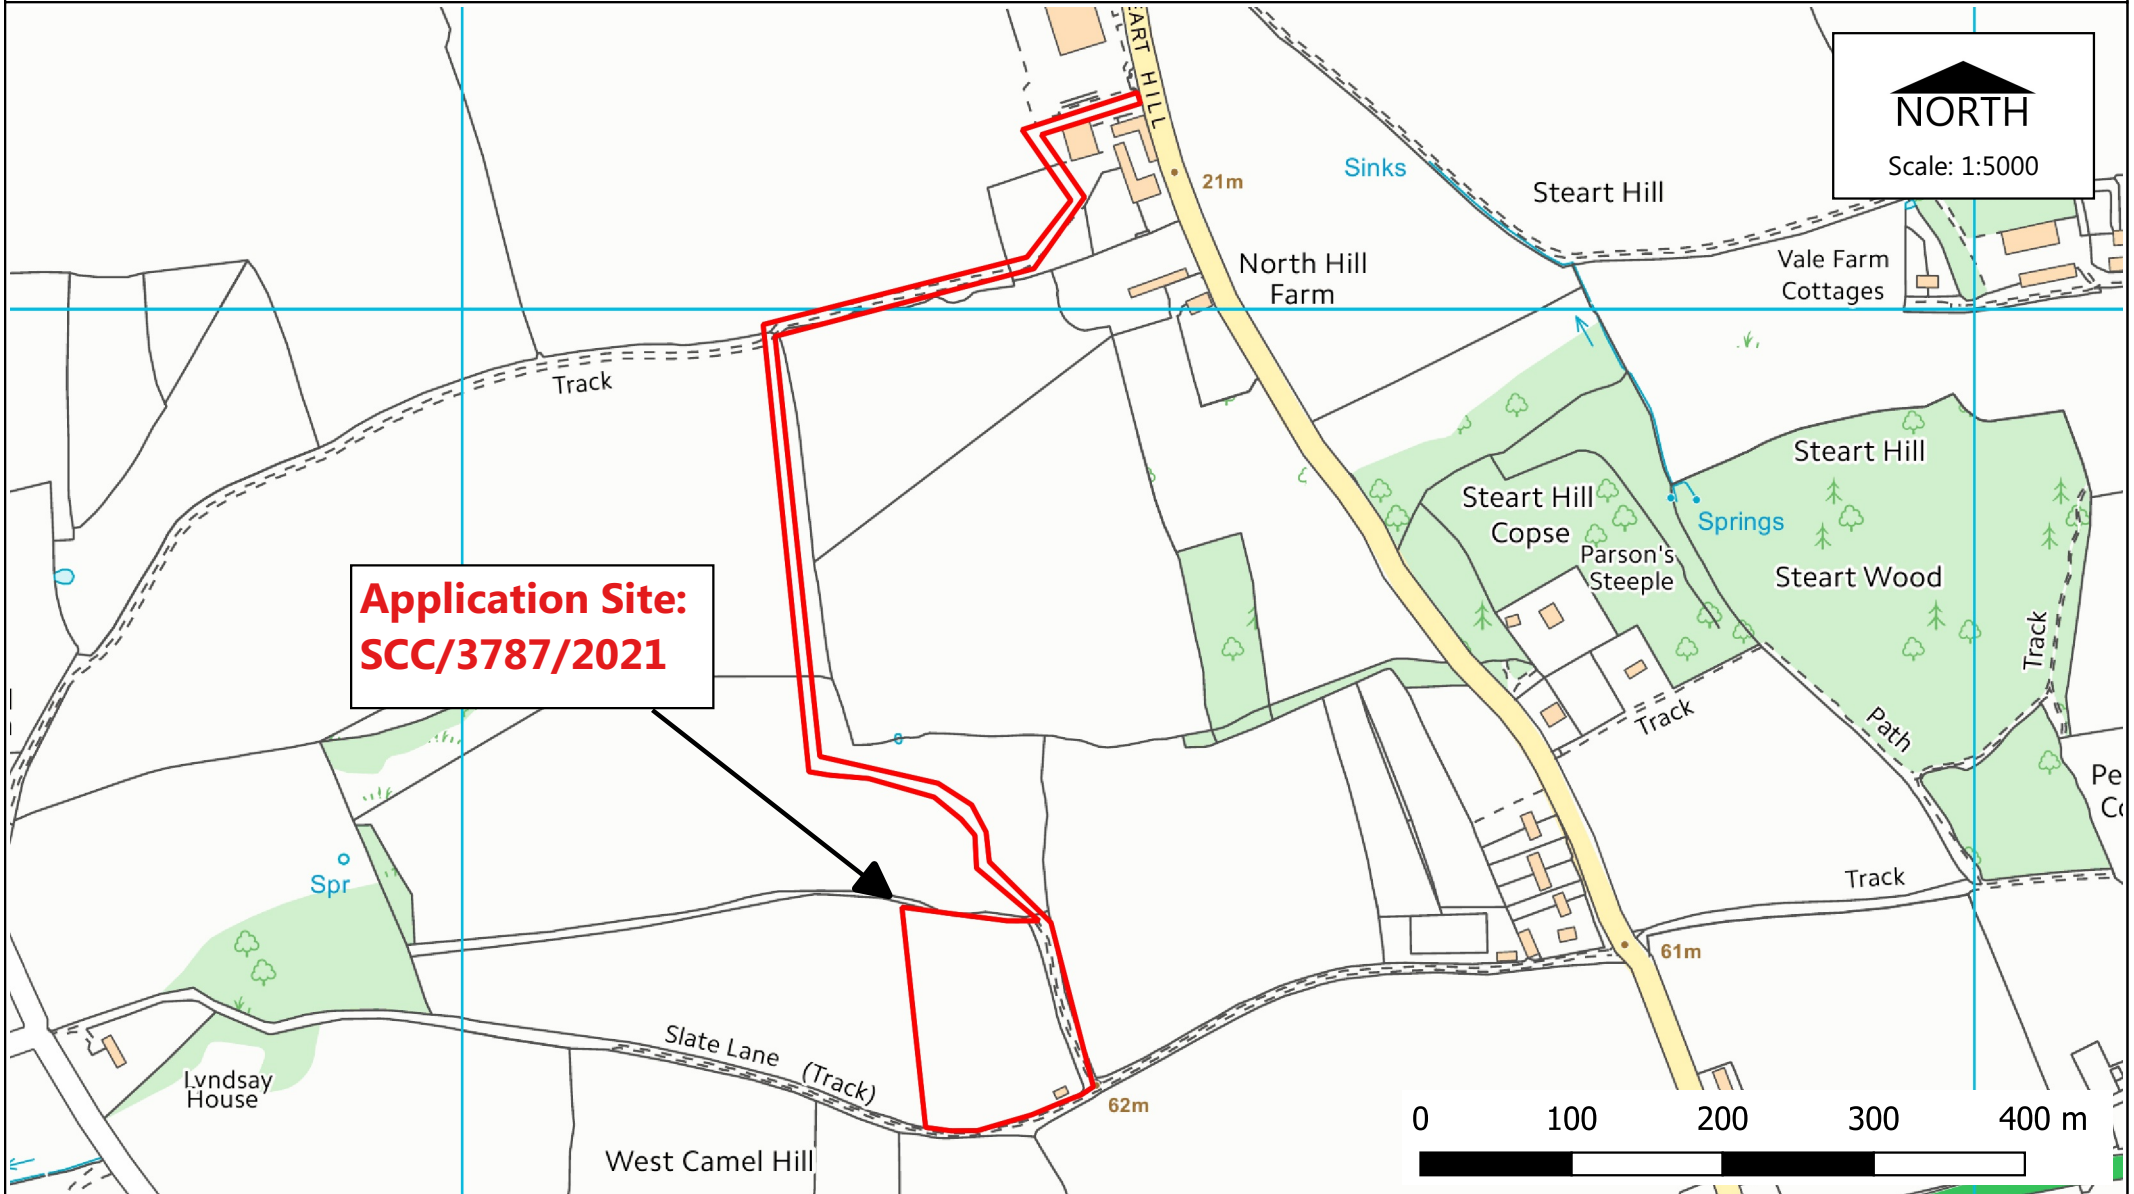 EART HILL
NORTH
Scale: 1:5000
Sinks
21m
Steart Hill
North Hill
Farm
Vale Farm
Cottages
Track
Steart Hill
Steart Hill
Copse
Springs
Parson's
Steeple
Steart Wood
Application Site:
SCC/3787/2021
Track
Track
Path
Pe
Spr
Track
61m
Slate Lane (Track)
Lyndsay
House
62m
West Camel Hill
0 100 200 300 400 m